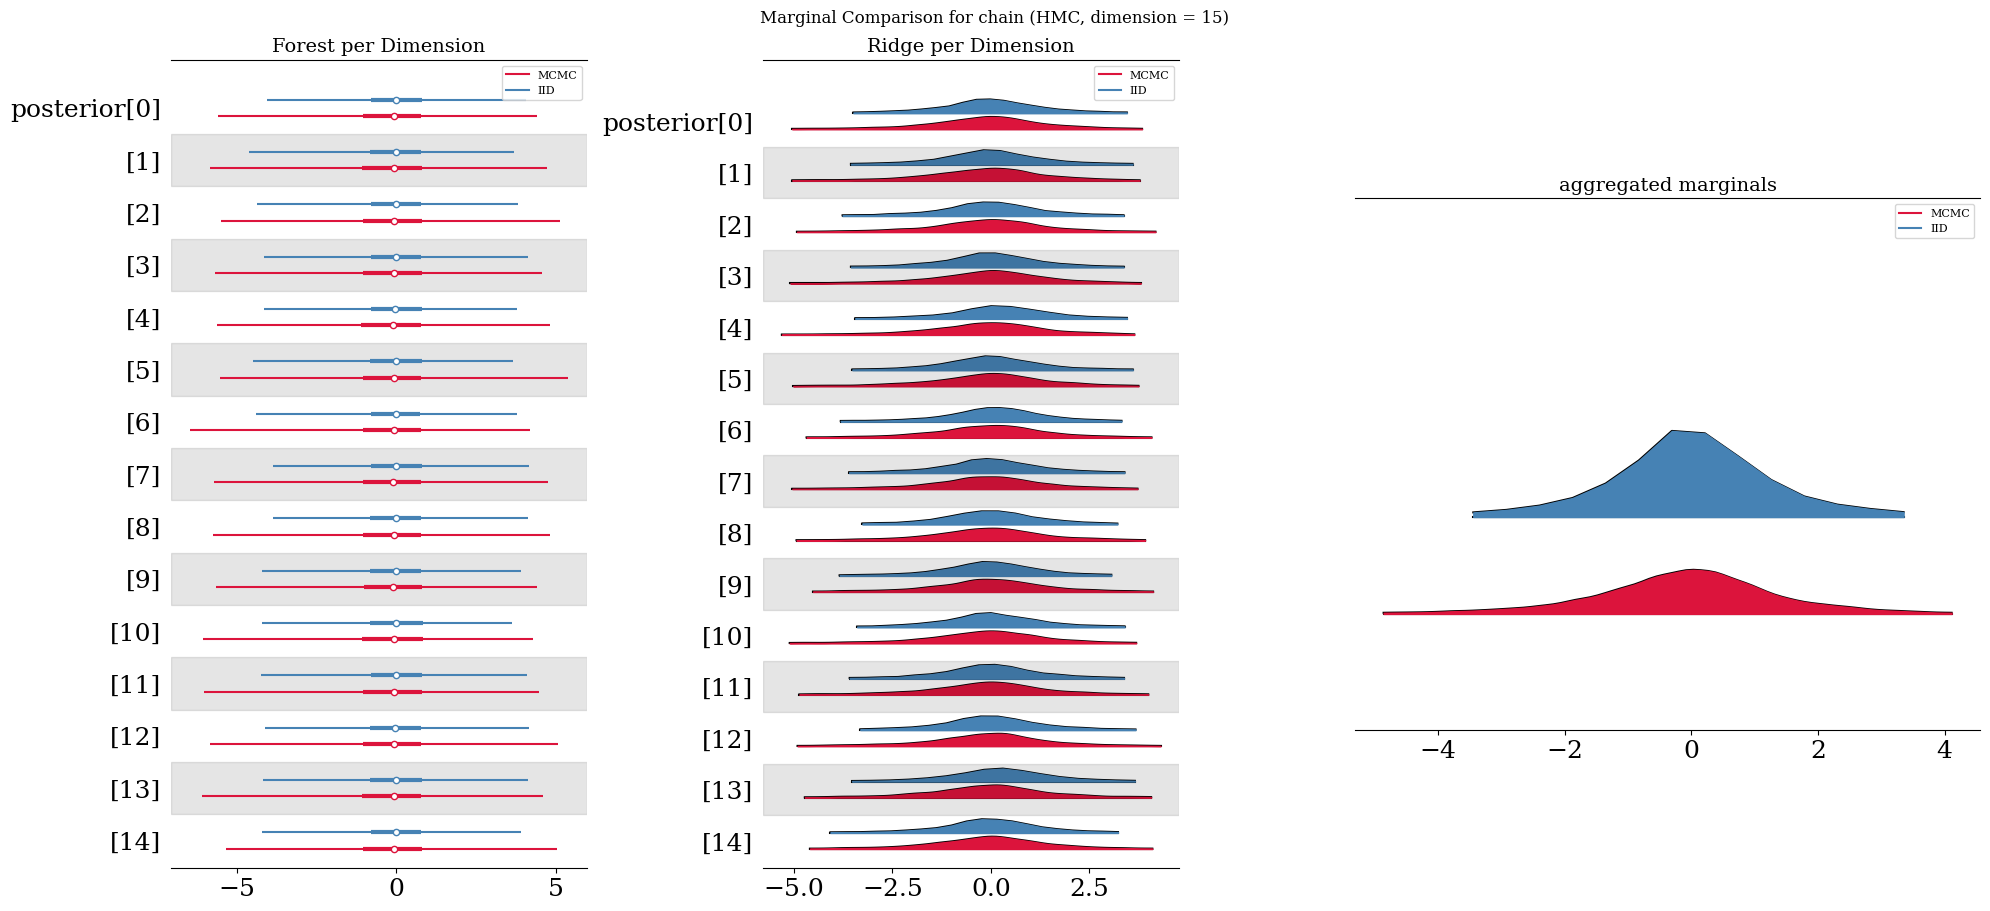 Marginal Comparison for chain (HMC, dimension = 15)
Forest per Dimension
MCMC
IID
posterior[0]
[1]
[2]
[3]
[4]
[5]
[6]
[7]
[8]
[9]
[10]
[11]
[12]
[13]
[14]
−5 0 5
Ridge per Dimension
MCMC
IID
posterior[0]
[1]
[2]
[3]
[4]
[5]
[6]
[7]
[8]
[9]
[10]
[11]
[12]
[13]
[14]
−5.0 −2.5 0.0 2.5
aggregated marginals
MCMC
IID
−4 −2 0 2 4